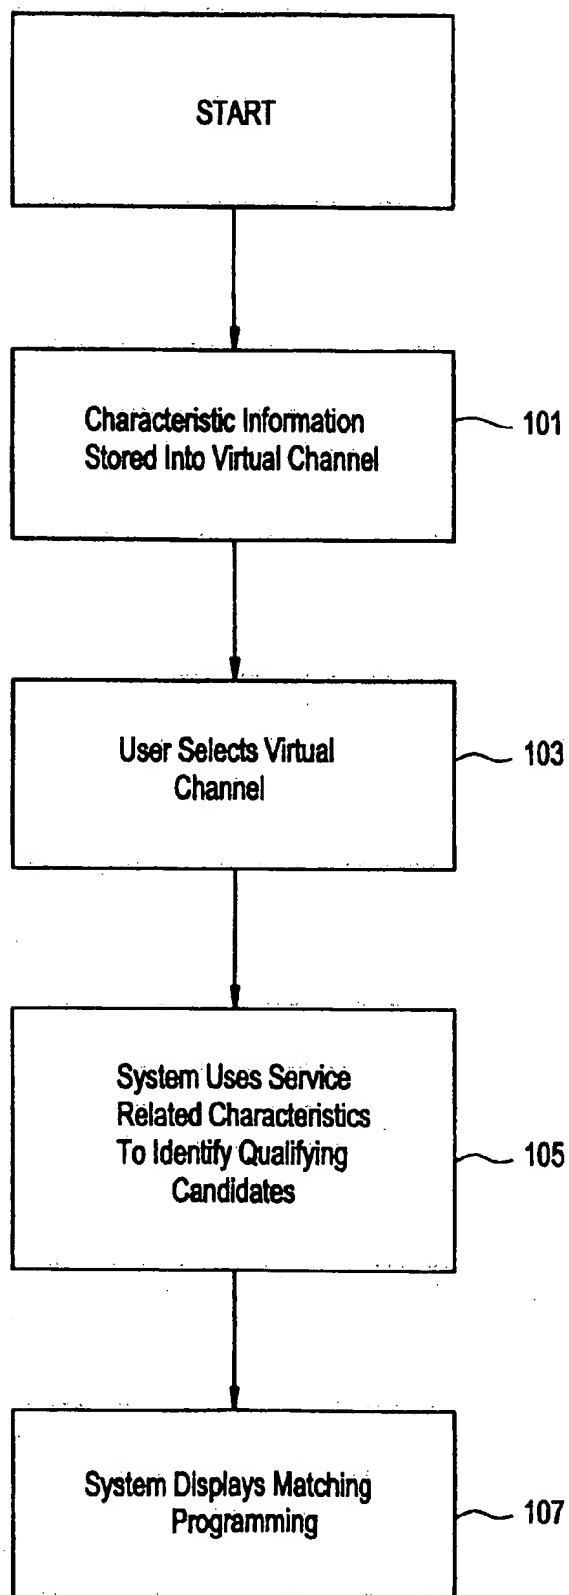 START
Characteristic Information
Stored Into Virtual Channel
101
User Selects Virtual
Channel
103
System Uses Service
Related Characteristics
To Identify Qualifying
Candidates
105
System Displays Matching
Programming
107